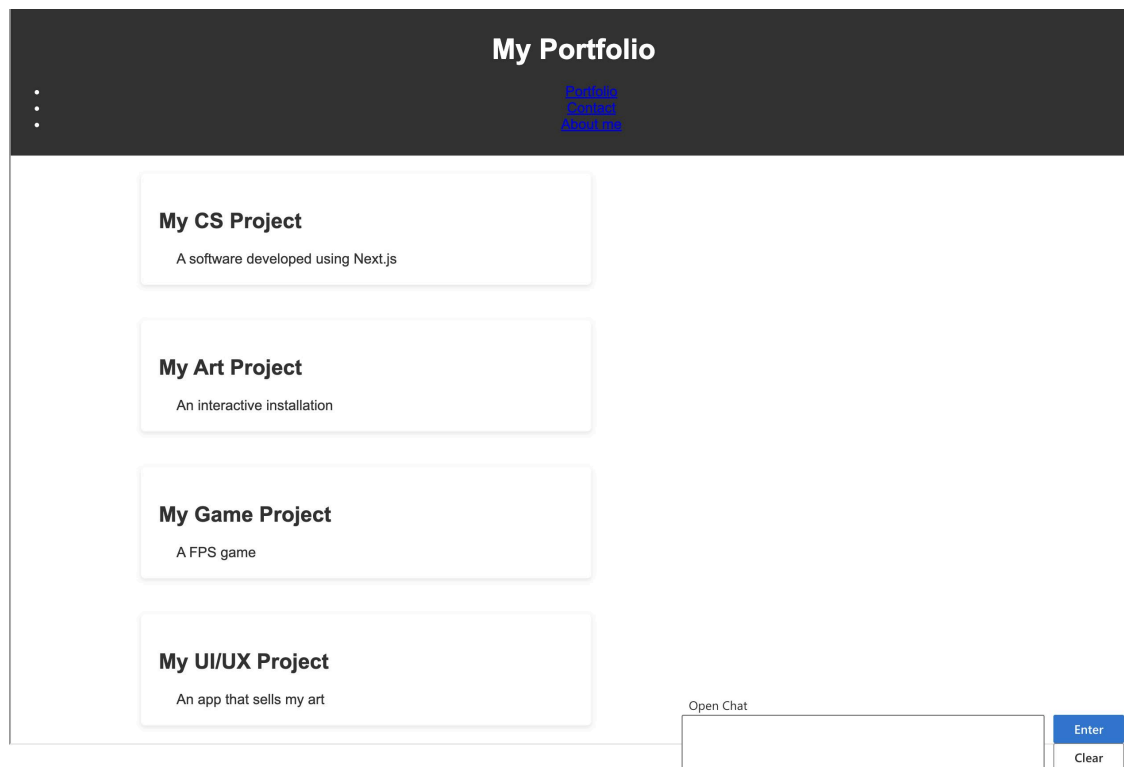 My Portfolio
Portfolio
Contact
About me
My CS Project
A software developed using Next.js
My Art Project
An interactive installation
My Game Project
A FPS game
My UI/UX Project
An app that sells my art
Open Chat
Enter
Clear